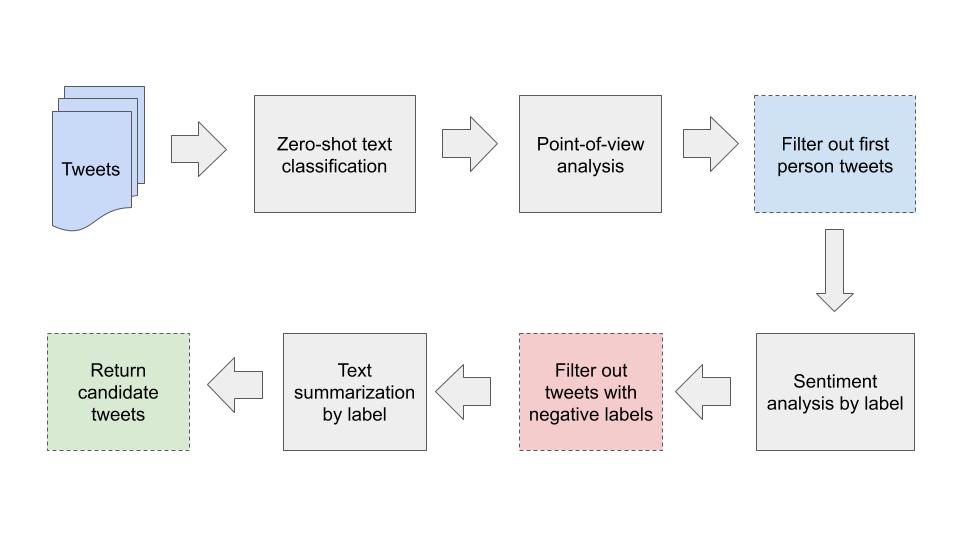 Tweets
Zero-shot text
classification
Point-of-view
analysis
Filter out first
person tweets
Sentiment
analysis by label
Filter out
tweets with
negative labels
Text
summarization
by label
Return
candidate
tweets